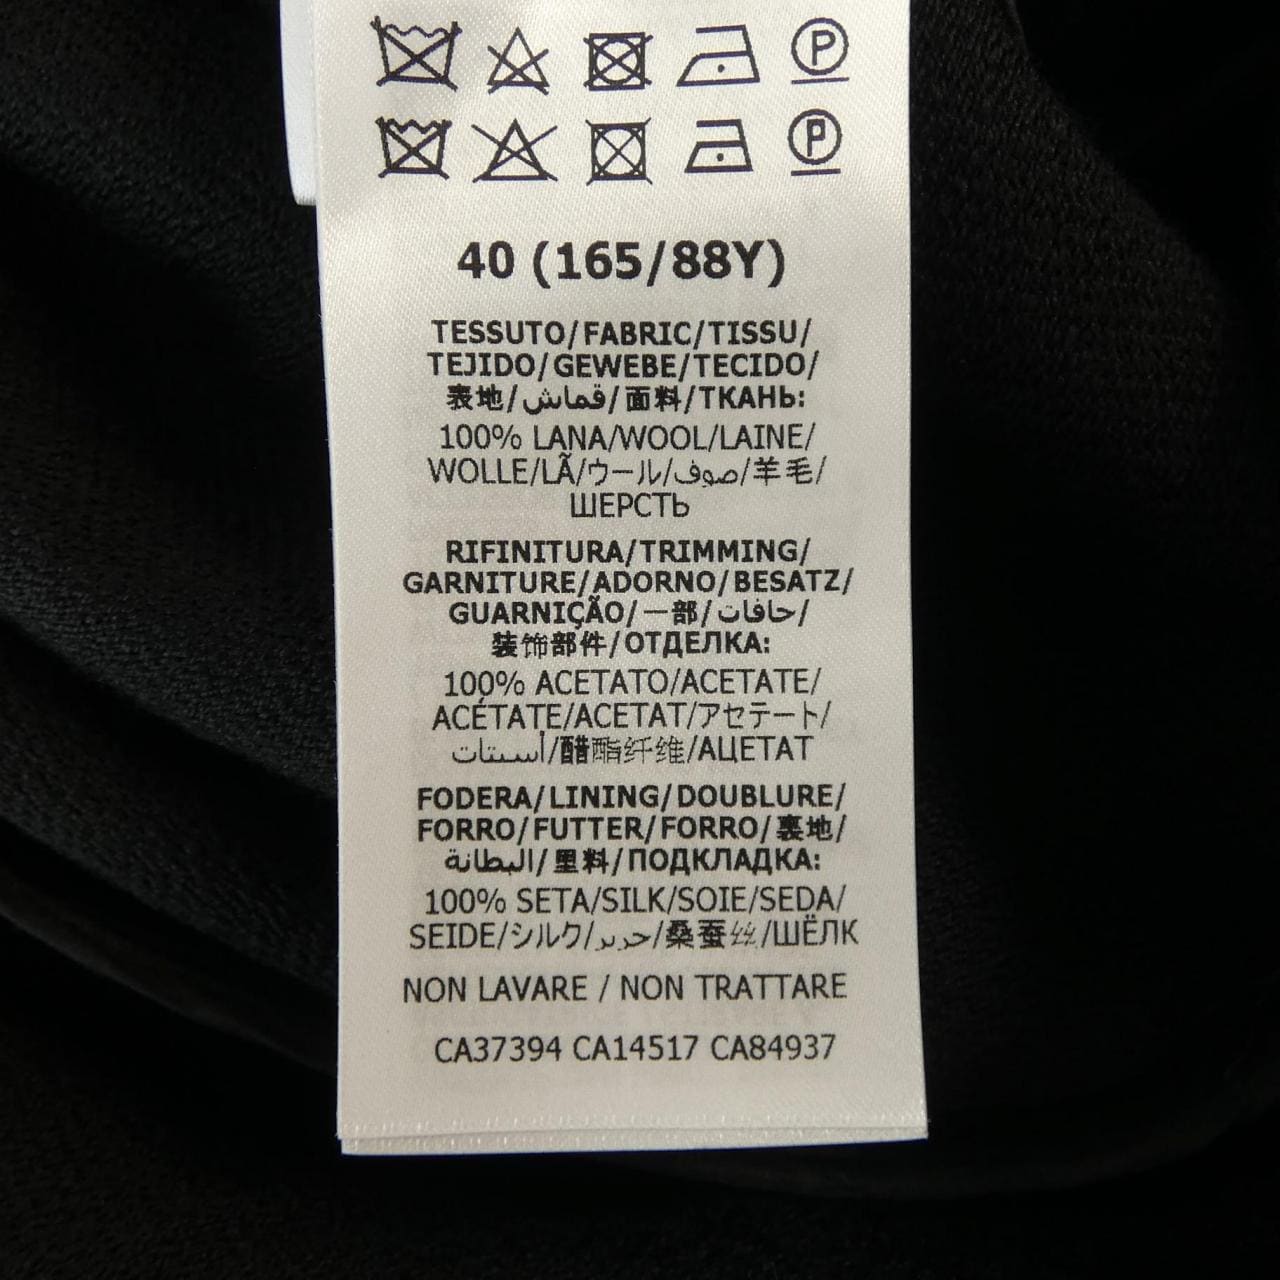 P
P
40 (165/88Y)
TESSUTO/FABRIC/TISSU/
TEJIDO/GEWEBE/TECIDO/
表地/قماش/面料/ТКАНЬ:
100% LANA/WOOL/LAINE/
WOLLE/LÃ/ウール/صوف/羊毛/
ШЕРСТЬ
RIFINITURA/TRIMMING/
GARNITURE/ADORNO/BESATZ/
GUARNIÇÃO/一部/حافات/
装饰部件/ОТДЕЛКА:
100% ACETATO/ACETATE/
ACÉTATE/ACETAT/アセテート/
أستات/醋酯纤维/АЦЕТАТ
FODERA/LINING/DOUBLURE/
FORRO/FUTTER/FORRO/裏地/
البطانة/里料/ПОДКЛАДКА:
100% SETA/SILK/SOIE/SEDA/
SEIDE/シルク/حرير/桑蚕丝/ШЁЛК
NON LAVARE / NON TRATTARE
CA37394 CA14517 CA84937